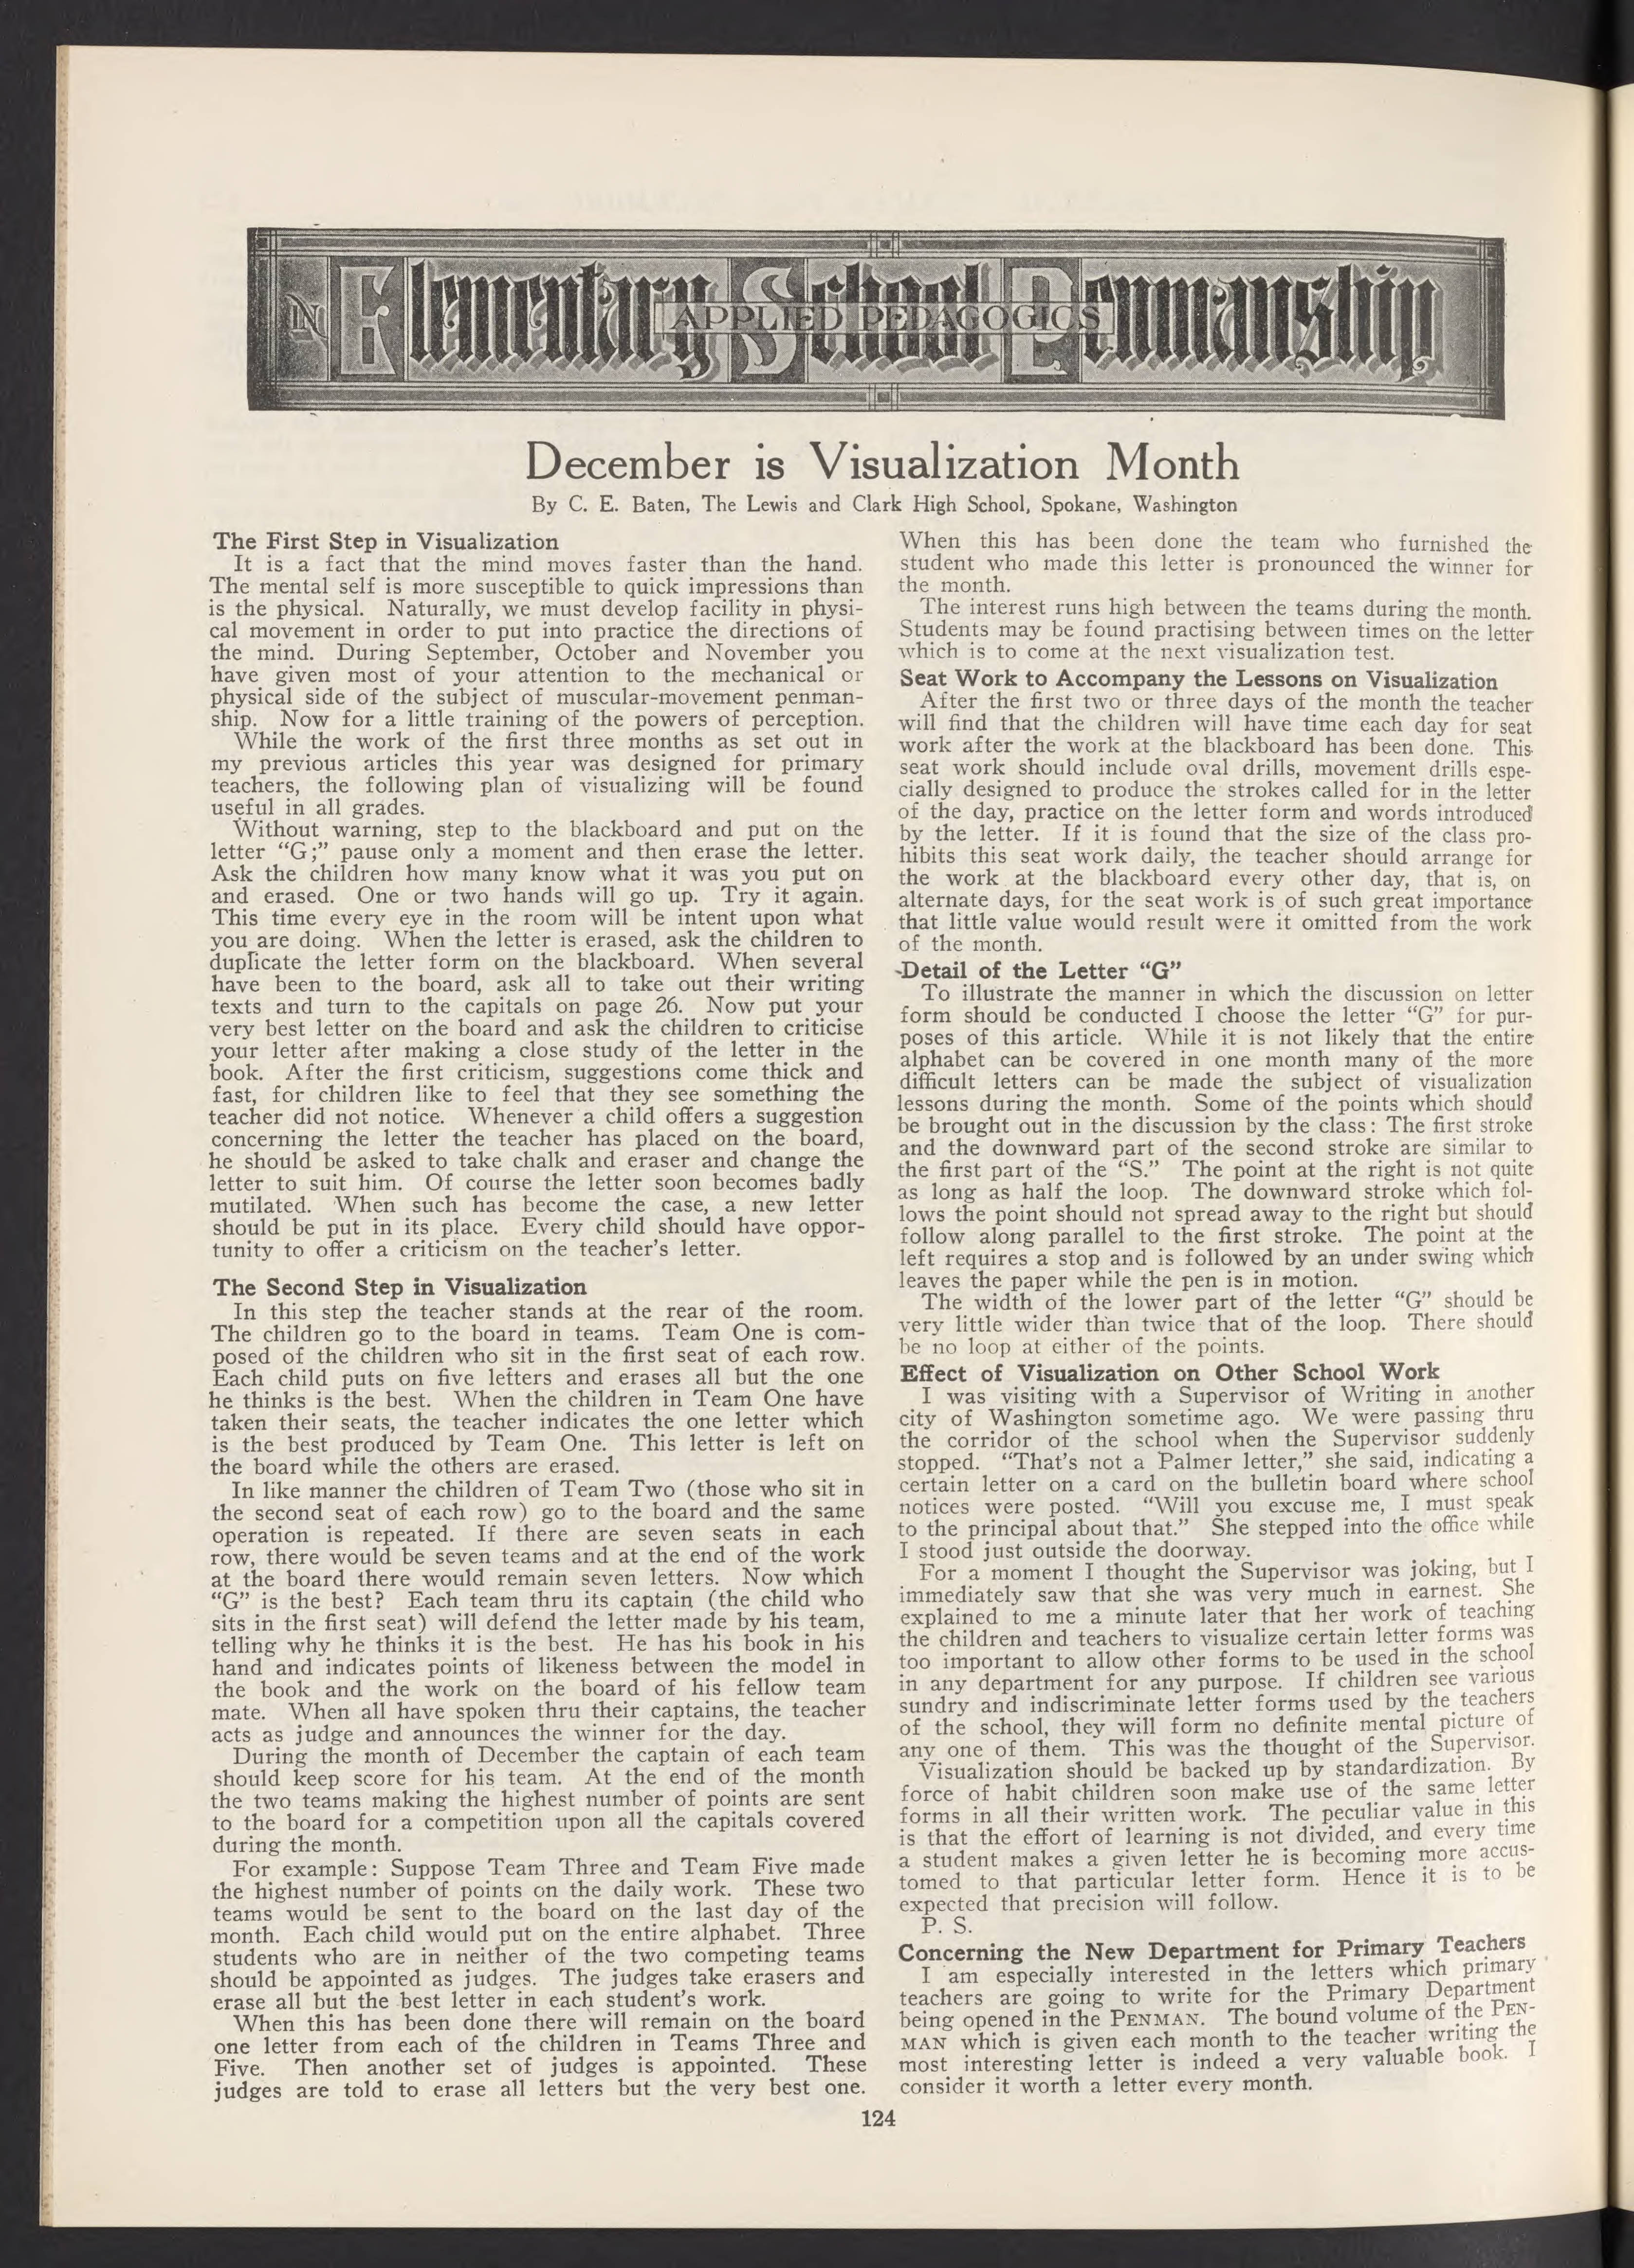 IN Elementary School Penmanship
APPLIED PEDAGOGICS
December is Visualization Month
By C. E. Baten, The Lewis and Clark High School, Spokane, Washington
The First Step in Visualization
It is a fact that the mind moves faster than the hand.
The mental self is more susceptible to quick impressions than
is the physical. Naturally, we must develop facility in physi-
cal movement in order to put into practice the directions of
the mind. During September, October and November you
have given most of your attention to the mechanical or
physical side of the subject of muscular-movement penman-
ship. Now for a little training of the powers of perception.
While the work of the first three months as set out in
my previous articles this year was designed for primary
teachers, the following plan of visualizing will be found
useful in all grades.
Without warning, step to the blackboard and put on the
letter “G;” pause only a moment and then erase the letter.
Ask the children how many know what it was you put on
and erased. One or two hands will go up. Try it again.
This time every eye in the room will be intent upon what
you are doing. When the letter is erased, ask the children to
duplicate the letter form on the blackboard. When several
have been to the board, ask all to take out their writing
texts and turn to the capitals on page 26. Now put your
very best letter on the board and ask the children to criticise
your letter after making a close study of the letter in the
book. After the first criticism, suggestions come thick and
fast, for children like to feel that they see something the
teacher did not notice. Whenever a child offers a suggestion
concerning the letter the teacher has placed on the board,
he should be asked to take chalk and eraser and change the
letter to suit him. Of course the letter soon becomes badly
mutilated. When such has become the case, a new letter
should be put in its place. Every child should have oppor-
tunity to offer a criticism on the teacher’s letter.
The Second Step in Visualization
In this step the teacher stands at the rear of the room.
The children go to the board in teams. Team One is com-
posed of the children who sit in the first seat of each row.
Each child puts on five letters and erases all but the one
he thinks is the best. When the children in Team One have
taken their seats, the teacher indicates the one letter which
is the best produced by Team One. This letter is left on
the board while the others are erased.
In like manner the children of Team Two (those who sit in
the second seat of each row) go to the board and the same
operation is repeated. If there are seven seats in each
row, there would be seven teams and at the end of the work
at the board there would remain seven letters. Now which
“G” is the best? Each team thru its captain (the child who
sits in the first seat) will defend the letter made by his team,
telling why he thinks it is the best. He has his book in his
hand and indicates points of likeness between the model in
the book and the work on the board of his fellow team
mate. When all have spoken thru their captains, the teacher
acts as judge and announces the winner for the day.
During the month of December the captain of each team
should keep score for his team. At the end of the month
the two teams making the highest number of points are sent
to the board for a competition upon all the capitals covered
during the month.
For example: Suppose Team Three and Team Five made
the highest number of points on the daily work. These two
teams would be sent to the board on the last day of the
month. Each child would put on the entire alphabet. Three
students who are in neither of the two competing teams
should be appointed as judges. The judges take erasers and
erase all but the best letter in each student’s work.
When this has been done there will remain on the board
one letter from each of the children in Teams Three and
Five. Then another set of judges is appointed. These
judges are told to erase all letters but the very best one.
When this has been done the team who furnished the
student who made this letter is pronounced the winner for
the month.
The interest runs high between the teams during the month.
Students may be found practising between times on the letter
which is to come at the next visualization test.
Seat Work to Accompany the Lessons on Visualization
After the first two or three days of the month the teacher
will find that the children will have time each day for seat
work after the work at the blackboard has been done. This
seat work should include oval drills, movement drills espe-
cially designed to produce the strokes called for in the letter
of the day, practice on the letter form and words introduced
by the letter. If it is found that the size of the class pro-
hibits this seat work daily, the teacher should arrange for
the work at the blackboard every other day, that is, on
alternate days, for the seat work is of such great importance
that little value would result were it omitted from the work
of the month.
Detail of the Letter “G”
To illustrate the manner in which the discussion on letter
form should be conducted I choose the letter “G” for pur-
poses of this article. While it is not likely that the entire
alphabet can be covered in one month many of the more
difficult letters can be made the subject of visualization
lessons during the month. Some of the points which should
be brought out in the discussion by the class: The first stroke
and the downward part of the second stroke are similar to
the first part of the “S.” The point at the right is not quite
as long as half the loop. The downward stroke which fol-
lows the point should not spread away to the right but should
follow along parallel to the first stroke. The point at the
left requires a stop and is followed by an under swing which
leaves the paper while the pen is in motion.
The width of the lower part of the letter “G” should be
very little wider than twice that of the loop. There should
be no loop at either of the points.
Effect of Visualization on Other School Work
I was visiting with a Supervisor of Writing in another
city of Washington sometime ago. We were passing thru
the corridor of the school when the Supervisor suddenly
stopped. “That’s not a Palmer letter,” she said, indicating a
certain letter on a card on the bulletin board where school
notices were posted. “Will you excuse me, I must speak
to the principal about that.” She stepped into the office while
I stood just outside the doorway.
For a moment I thought the Supervisor was joking, but I
immediately saw that she was very much in earnest. She
explained to me a minute later that her work of teaching
the children and teachers to visualize certain letter forms was
too important to allow other forms to be used in the school
in any department for any purpose. If children see various
sundry and indiscriminate letter forms used by the teachers
of the school, they will form no definite mental picture of
any one of them. This was the thought of the Supervisor.
Visualization should be backed up by standardization. By
force of habit children soon make use of the same letter
forms in all their written work. The peculiar value in this
is that the effort of learning is not divided, and every time
a student makes a given letter he is becoming more accus-
tomed to that particular letter form. Hence it is to be
expected that precision will follow.
P. S.
Concerning the New Department for Primary Teachers
I am especially interested in the letters which primary
teachers are going to write for the Primary Department
being opened in the PENMAN. The bound volume of the PEN-
MAN which is given each month to the teacher writing the
most interesting letter is indeed a very valuable book. I
consider it worth a letter every month.
124